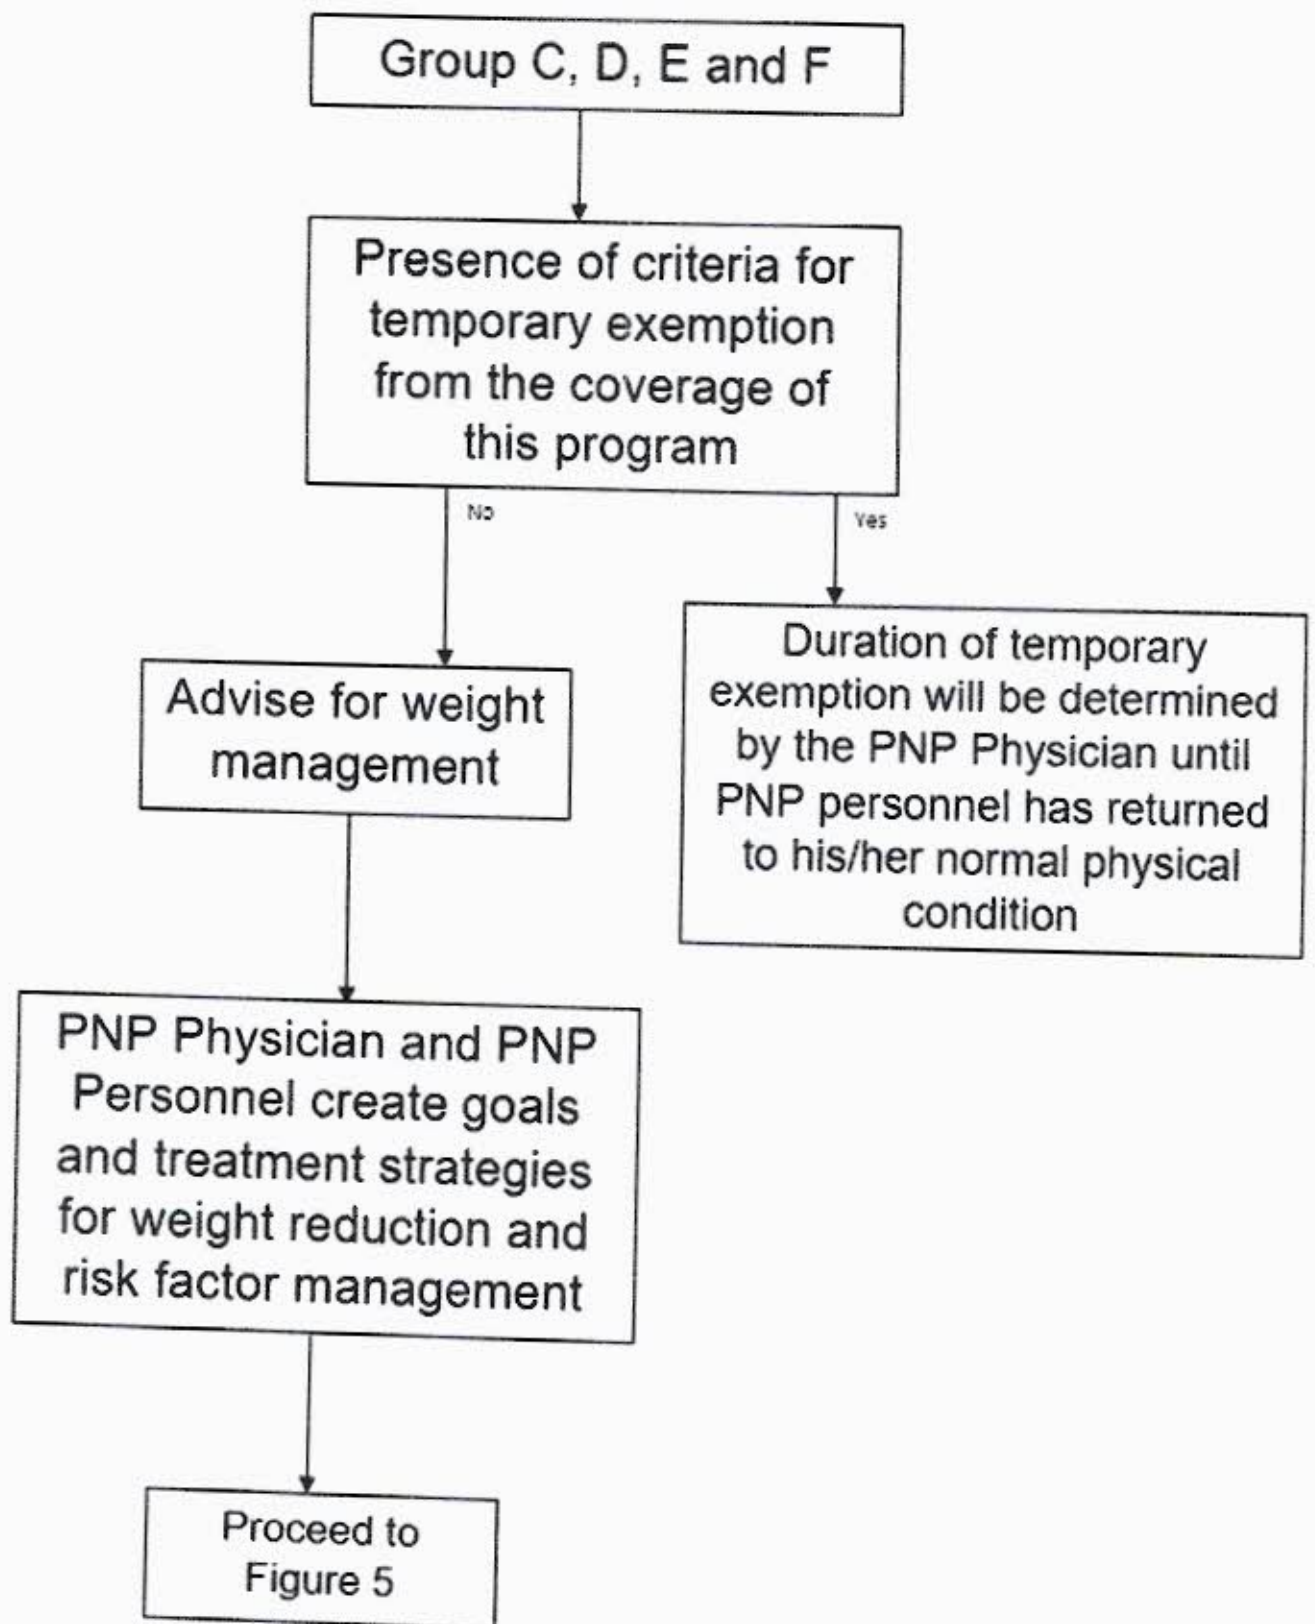 Group C, D, E and F
Presence of criteria for
temporary exemption
from the coverage of
this program
No
Yes
Advise for weight
management
Duration of temporary
exemption will be determined
by the PNP Physician until
PNP personnel has returned
to his/her normal physical
condition
PNP Physician and PNP
Personnel create goals
and treatment strategies
for weight reduction and
risk factor management
Proceed to
Figure 5